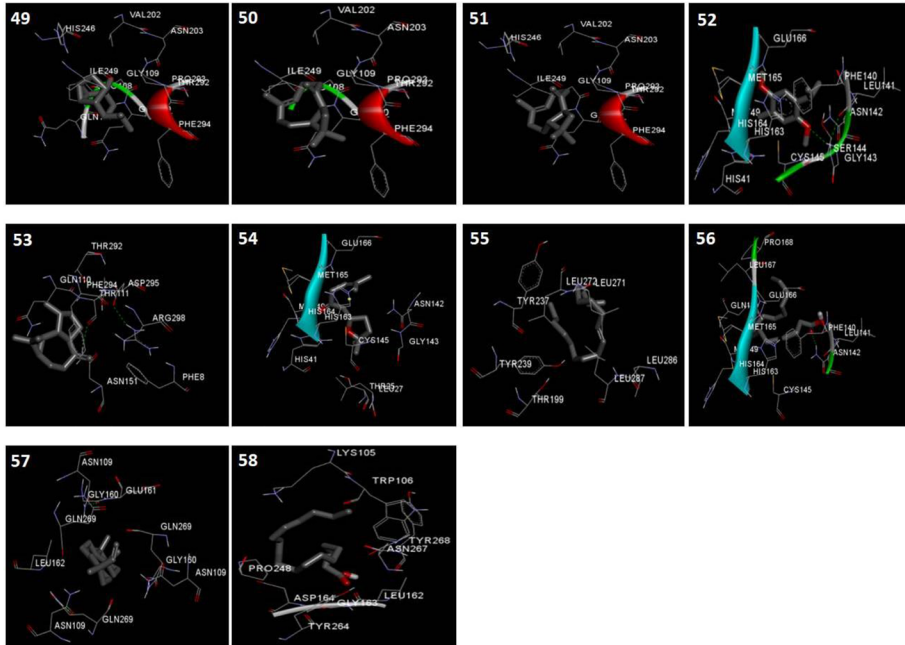 49
VAL202
HIS246
ASN203
ILE249
GLY109
PRO293
THR292
PHE294
50
VAL202
HIS246
ASN203
ILE249
GLY109
PRO293
THR292
PHE294
51
VAL202
HIS246
ASN203
ILE249
GLY109
PRO293
THR292
PHE294
52
GLU166
MET165
PHE140
LEU141
ASN142
HIS164
HIS163
SER144
CYS145
GLY143
HIS41
53
THR292
GLN110
PHE294
ASP295
THR111
ARG298
ASN151
PHE8
54
GLU166
MET165
HIS164
HIS163
ASN142
CYS145
GLY143
HIS41
LEU27
55
LEU272
LEU271
TYR237
TYR239
LEU286
LEU287
THR199
56
PRO168
LEU167
GLU166
MET165
PHE140
LEU141
ASN142
HIS164
HIS163
CYS145
57
ASN109
GLY160
GLU161
GLN269
GLN269
LEU162
GLY160
ASN109
ASN109
GLN269
58
LYS105
TRP106
TYR268
ASN267
PRO248
ASP164
GLY163
LEU162
TYR264